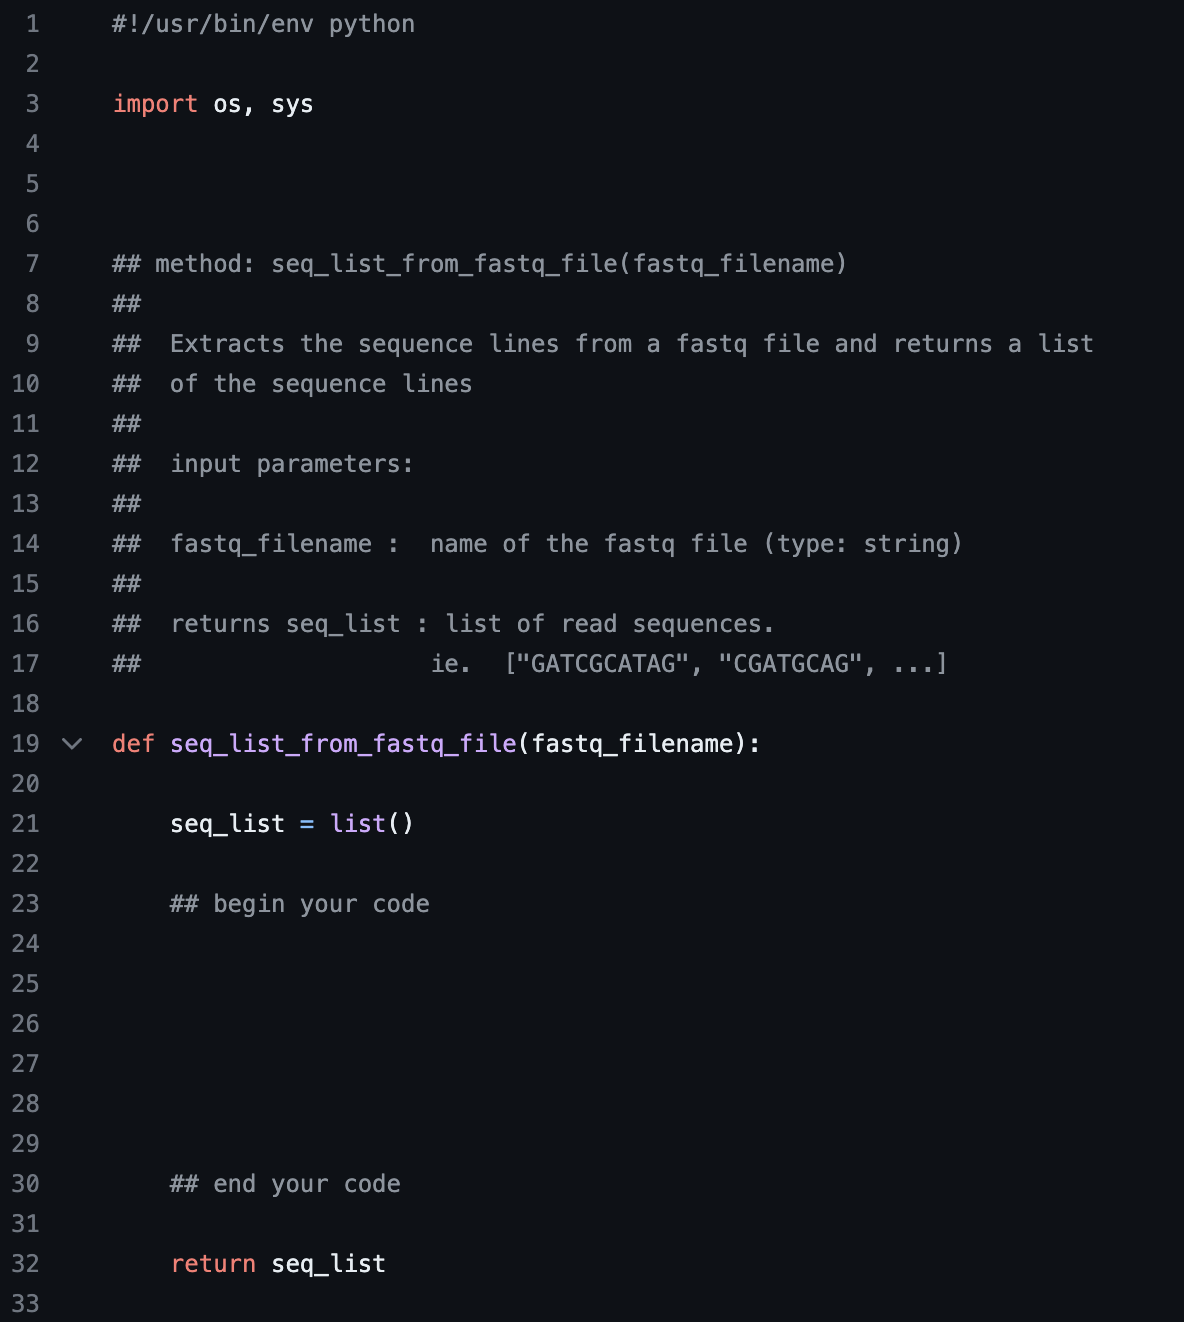 1 #!/usr/bin/env python
2
3 import os, sys
4
5
6
7 ## method: seq_list_from_fastq_file(fastq_filename)
8 ##
9 ##  Extracts the sequence lines from a fastq file and returns a list
10 ##  of the sequence lines
11 ##
12 ##  input parameters:
13 ##
14 ##  fastq_filename :  name of the fastq file (type: string)
15 ##
16 ##  returns seq_list : list of read sequences.
17 ##                    ie.  ["GATCGCATAG", "CGATGCAG", ...]
18
19 def seq_list_from_fastq_file(fastq_filename):
20
21     seq_list = list()
22
23     ## begin your code
24
25
26
27
28
29
30     ## end your code
31
32     return seq_list
33